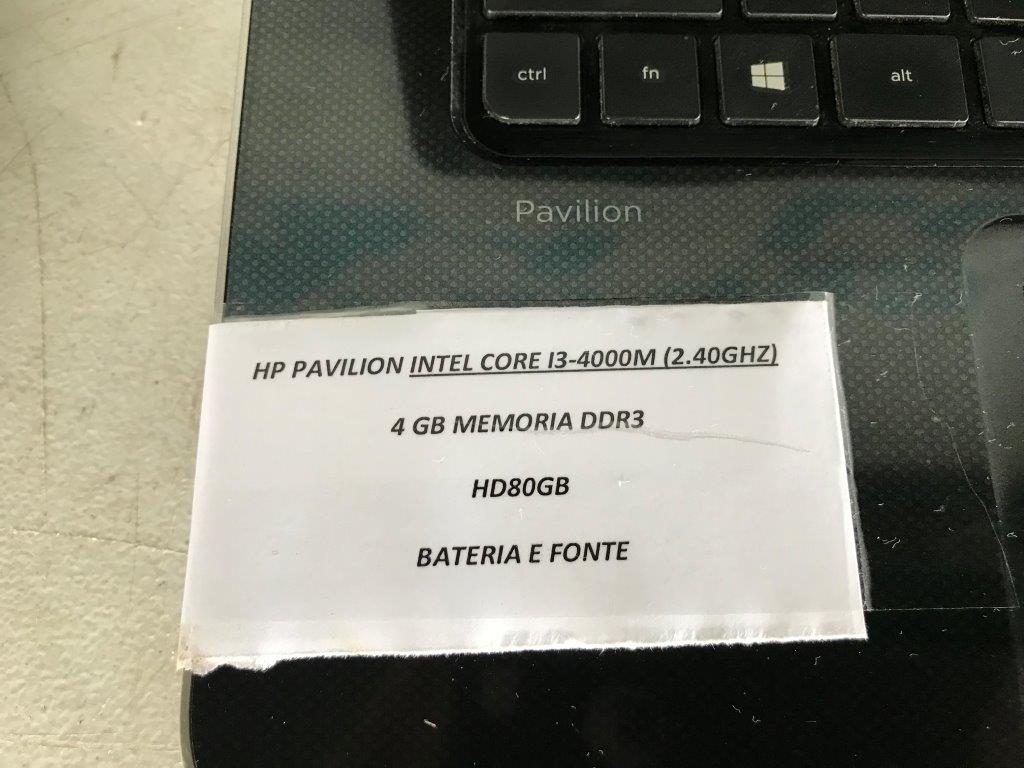 ctrl fn alt
Pavilion
HP PAVILION INTEL CORE I3-4000M (2.40GHZ)
4 GB MEMORIA DDR3
HD80GB
BATERIA E FONTE